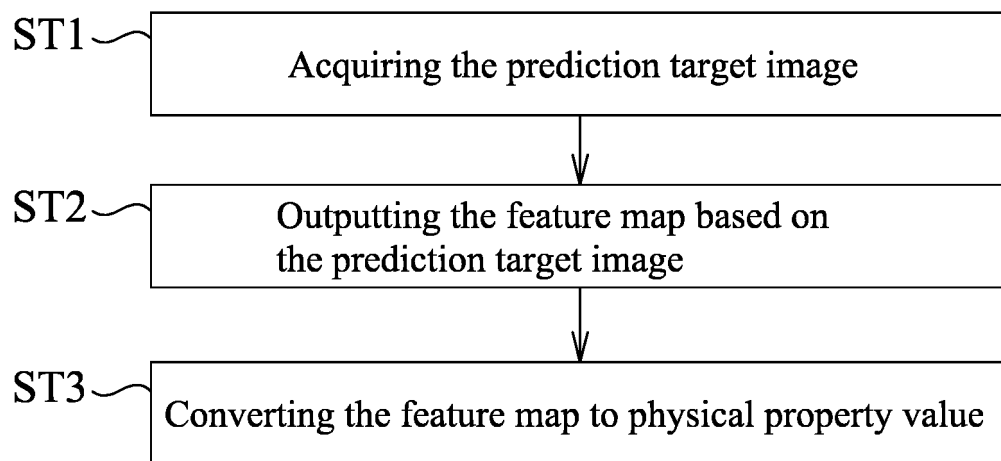 ST1
Acquiring the prediction target image
ST2
Outputting the feature map based on
the prediction target image
ST3
Converting the feature map to physical property value